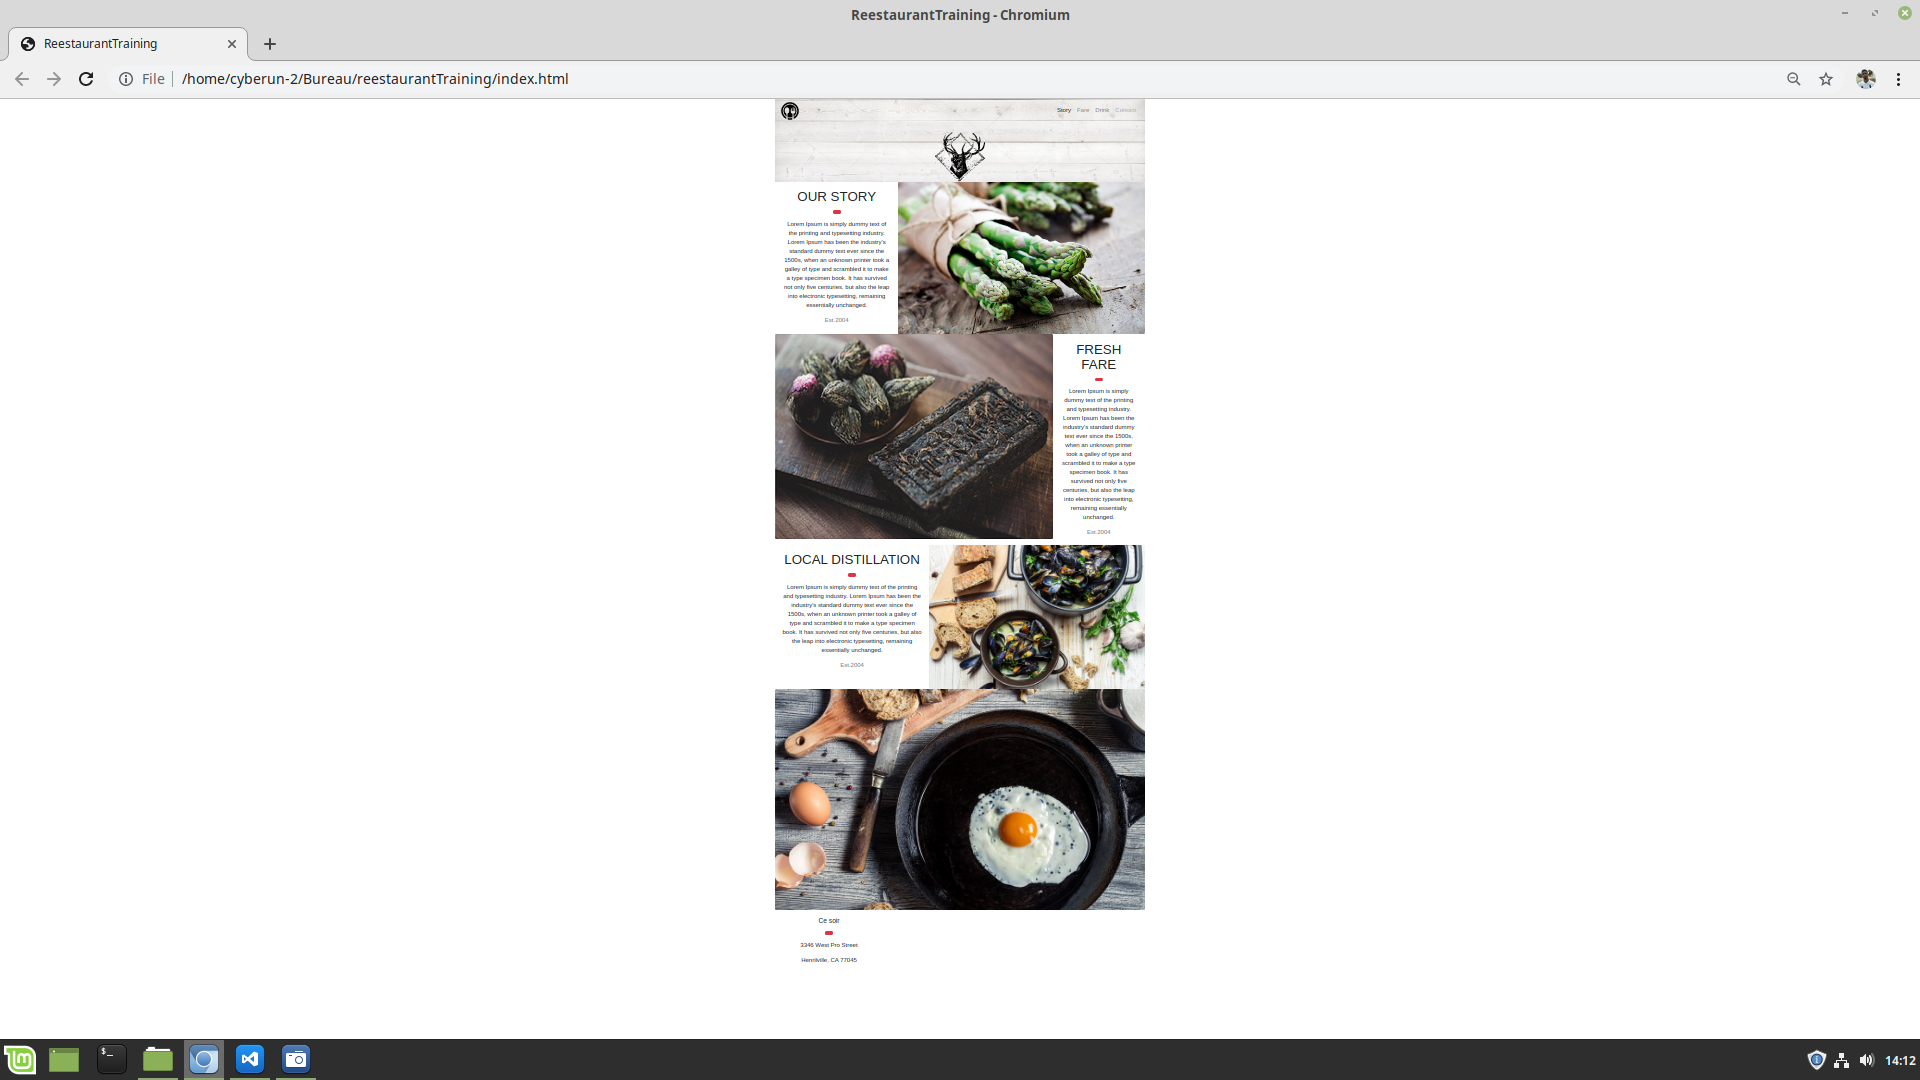 ReestaurantTraining - Chromium
ReestaurantTraining
File
/home/cyberun-2/Bureau/reestaurantTraining/index.html
Story Fare Drink Contact
OUR STORY
Lorem Ipsum is simply dummy text of
the printing and typesetting industry.
Lorem Ipsum has been the industry's
standard dummy text ever since the
1500s, when an unknown printer took a
galley of type and scrambled it to make
a type specimen book. It has survived
not only five centuries, but also the leap
into electronic typesetting, remaining
essentially unchanged.
Est.2004
FRESH
FARE
Lorem Ipsum is simply
dummy text of the printing
and typesetting industry.
Lorem Ipsum has been the
industry's standard dummy
text ever since the 1500s,
when an unknown printer
took a galley of type and
scrambled it to make a type
specimen book. It has
survived not only five
centuries, but also the leap
into electronic typesetting,
remaining essentially
unchanged.
Est.2004
LOCAL DISTILLATION
Lorem Ipsum is simply dummy text of the printing
and typesetting industry. Lorem Ipsum has been the
industry's standard dummy text ever since the
1500s, when an unknown printer took a galley of
type and scrambled it to make a type specimen
book. It has survived not only five centuries, but also
the leap into electronic typesetting, remaining
essentially unchanged.
Est.2004
Ce soir
3346 West Pro Street
Henrilville, CA 77045
14:12